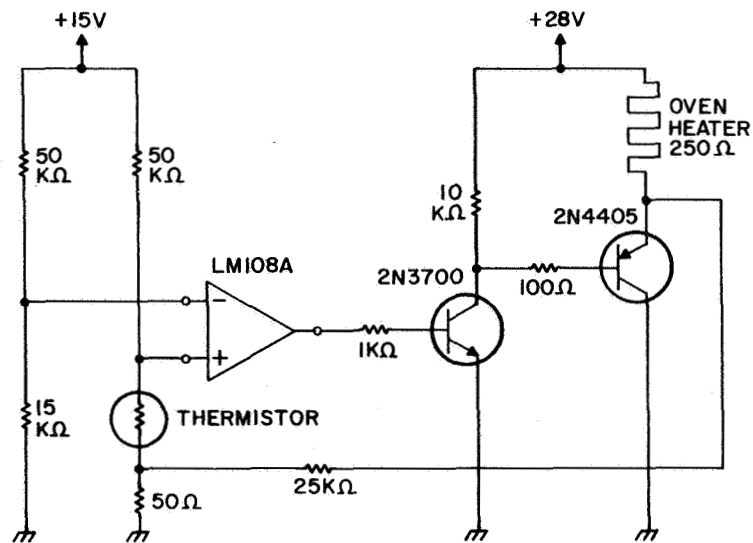 +15V
+28V
50
KΩ
50
KΩ
OVEN
HEATER
250Ω
10
KΩ
2N4405
LM108A
2N3700
100Ω
−
+
1KΩ
15
KΩ
THERMISTOR
25KΩ
50Ω